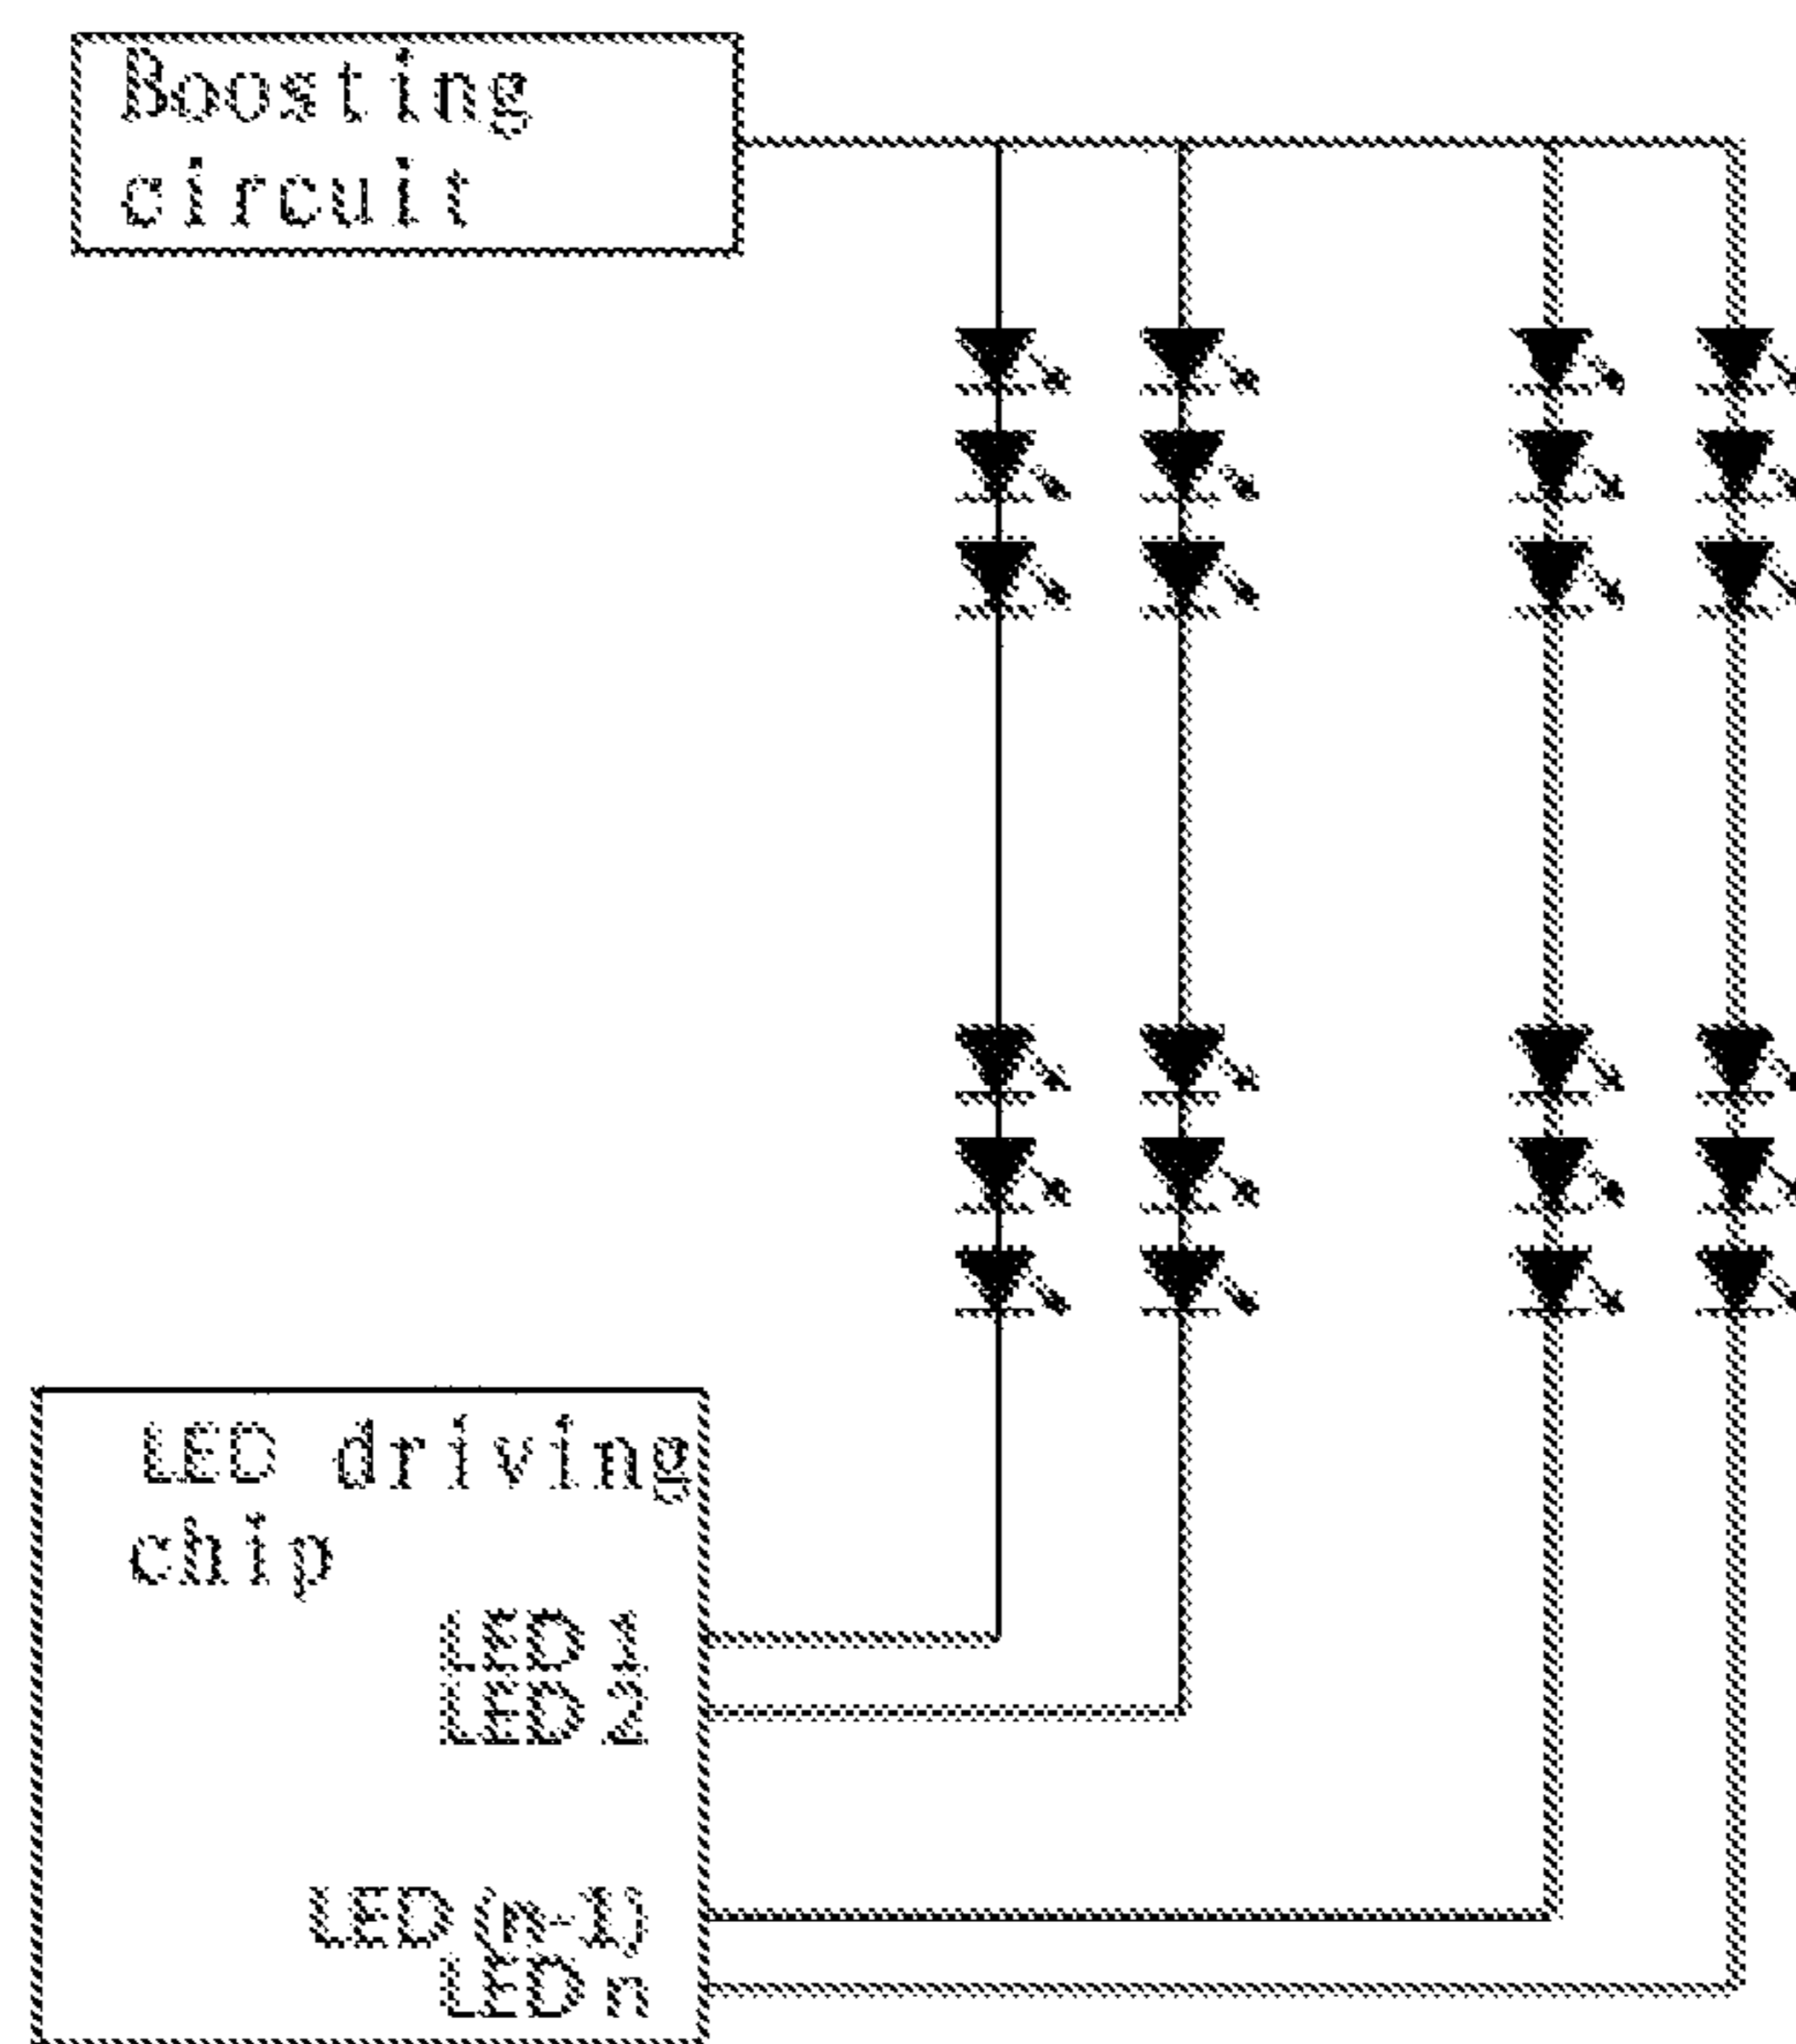 Boosting
circuit
LED driving
chip
LED1
LED2
LED(n-1)
LEDn